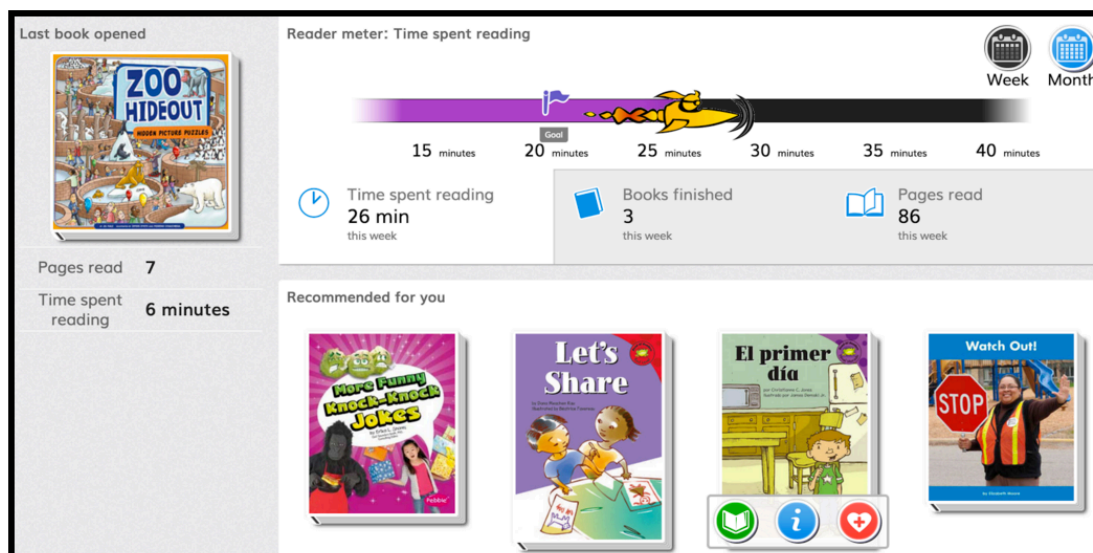 Last book opened
ZOO
HIDEOUT
HIDDEN PICTURE PUZZLES
Pages read 7
Time spent
reading 6 minutes
Reader meter: Time spent reading
Week Month
Goal
15 minutes 20 minutes 25 minutes 30 minutes 35 minutes 40 minutes
Time spent reading
26 min
this week
Books finished
3
this week
Pages read
86
this week
Recommended for you
More Funny
Knock-Knock
Jokes
Let's
Share
El primer
día
por Christianne C. Jones
Watch Out!
STOP